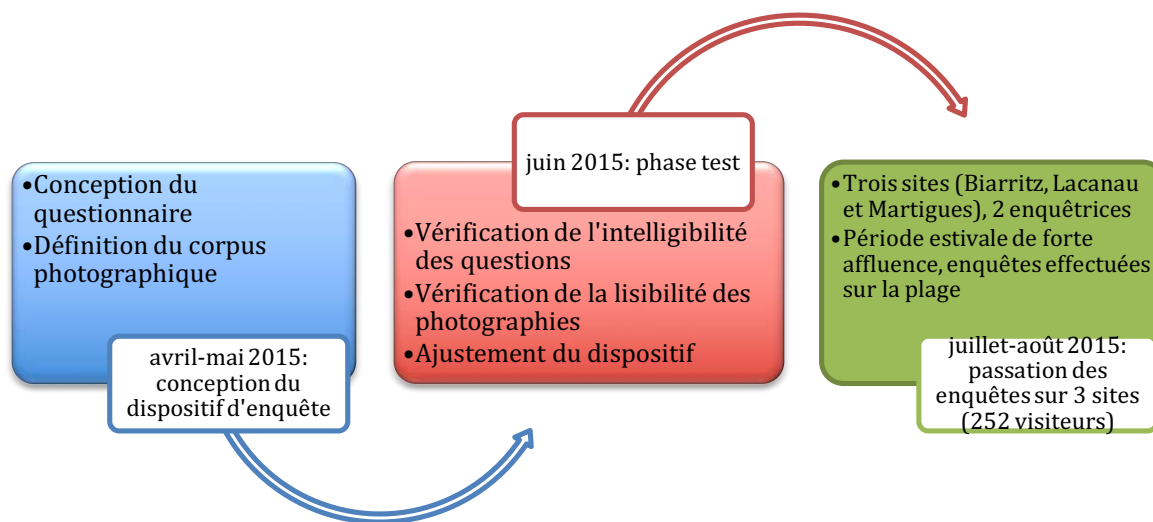 •Conception du
questionnaire
•Définition du corpus
photographique
avril-mai 2015:
conception du
dispositif d'enquête
juin 2015: phase test
•Vérification de l'intelligibilité
des questions
•Vérification de la lisibilité des
photographies
•Ajustement du dispositif
•Trois sites (Biarritz, Lacanau
et Martigues), 2 enquêtrices
•Période estivale de forte
affluence, enquêtes effectuées
sur la plage
juillet-août 2015:
passation des
enquêtes sur 3 sites
(252 visiteurs)